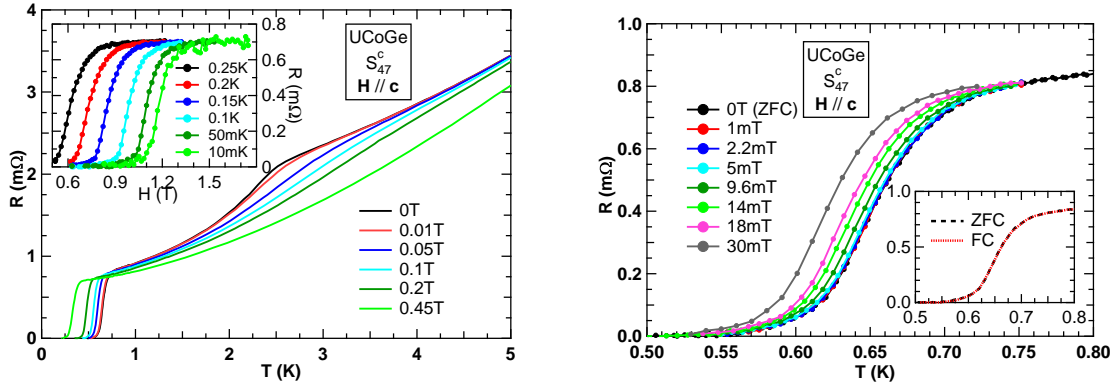 4
3
2
1
0
R (mΩ)
0
1
2
3
4
5
T (K)
UCoGe
S^c_47
H // c
0T
0.01T
0.05T
0.1T
0.2T
0.45T
0.8
0.6
0.4
0.2
0
R (mΩ)
0.6
0.9
1.2
1.5
H (T)
0.25K
0.2K
0.15K
0.1K
50mK
10mK
1.0
0.8
0.6
0.4
0.2
0.0
R (mΩ)
0.50
0.60
0.65
0.70
0.75
0.80
T (K)
UCoGe
S^c_47
H // c
0T (ZFC)
1mT
2.2mT
5mT
9.6mT
14mT
18mT
30mT
1.0
0.5
0.0
0.5
0.6
0.7
0.8
ZFC
FC